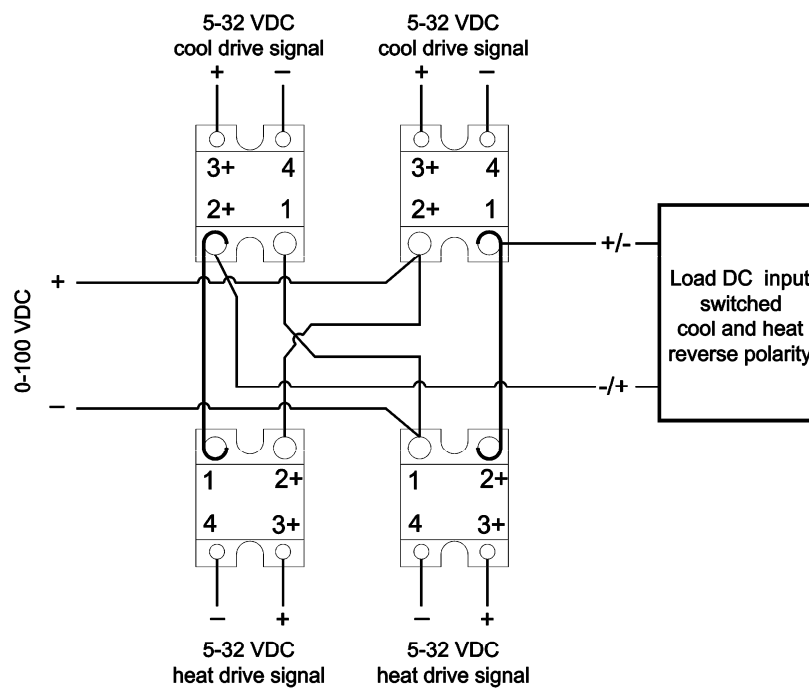 5-32 VDC
cool drive signal
+ −
5-32 VDC
cool drive signal
+ −
3+ 4
2+ 1
3+ 4
2+ 1
+/-
Load DC input
switched
cool and heat
reverse polarity
-/+
+
0-100 VDC
−
1 2+
4 3+
1 2+
4 3+
− +
5-32 VDC
heat drive signal
− +
5-32 VDC
heat drive signal